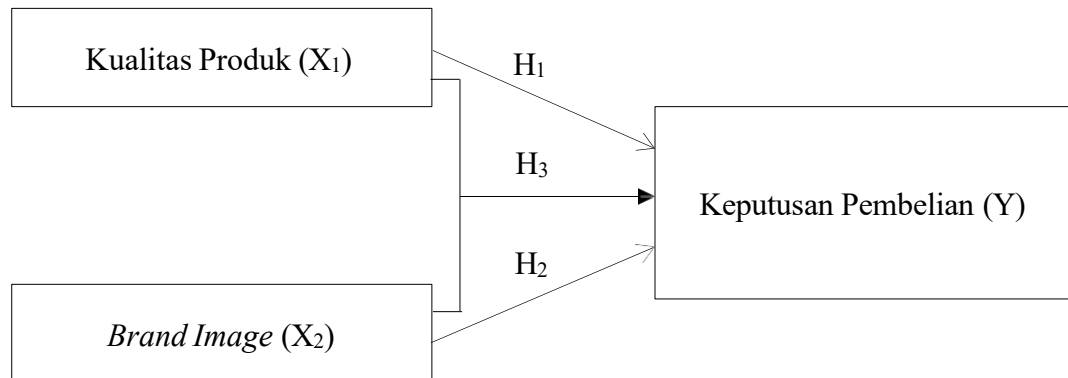 Kualitas Produk (X₁)
H₁
H₃
Keputusan Pembelian (Y)
H₂
Brand Image (X₂)